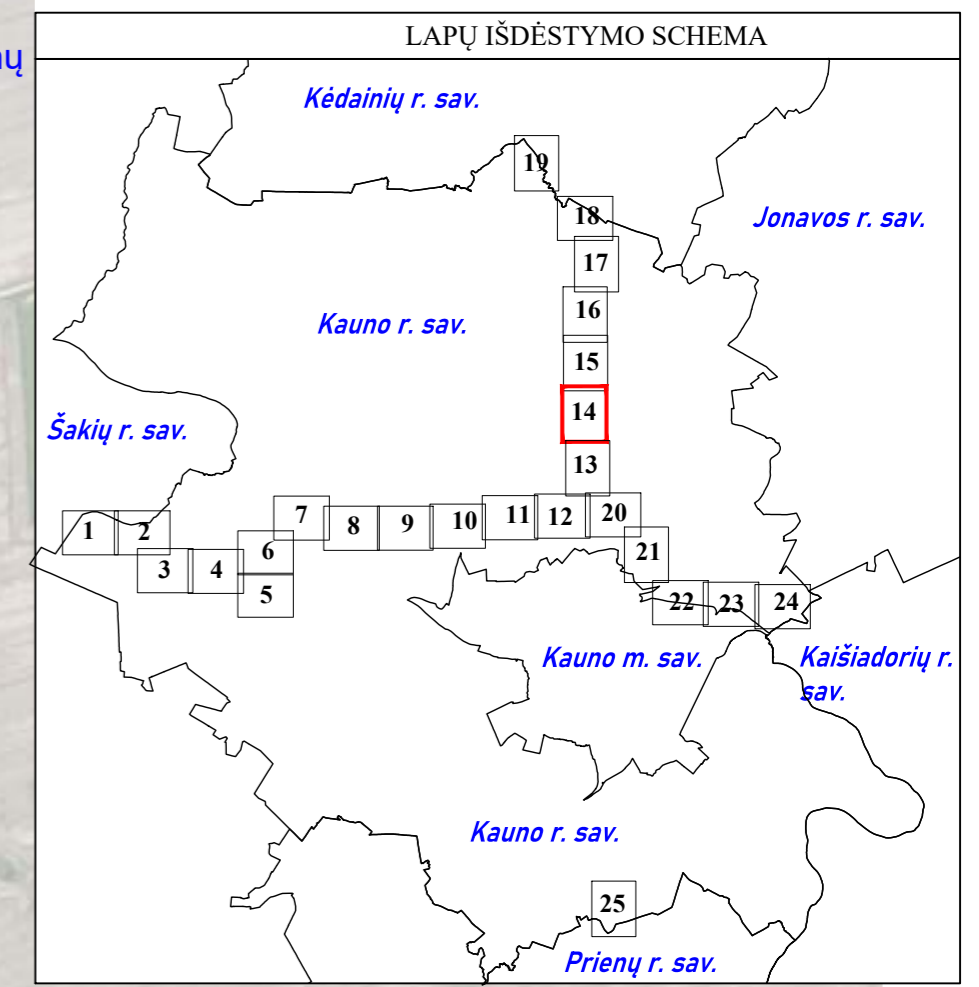 LAPŲ IŠDĖSTYMO SCHEMA
ų
Kėdainių r. sav.
19
18
Jonavos r. sav.
17
16
Kauno r. sav.
15
14
Šakių r. sav.
13
7
1 2
8 9 10 11 12 20
6
21
3 4
5
22 23 24
Kauno m. sav.
Kaišiadorių r.
sav.
Kauno r. sav.
25
Prienų r. sav.